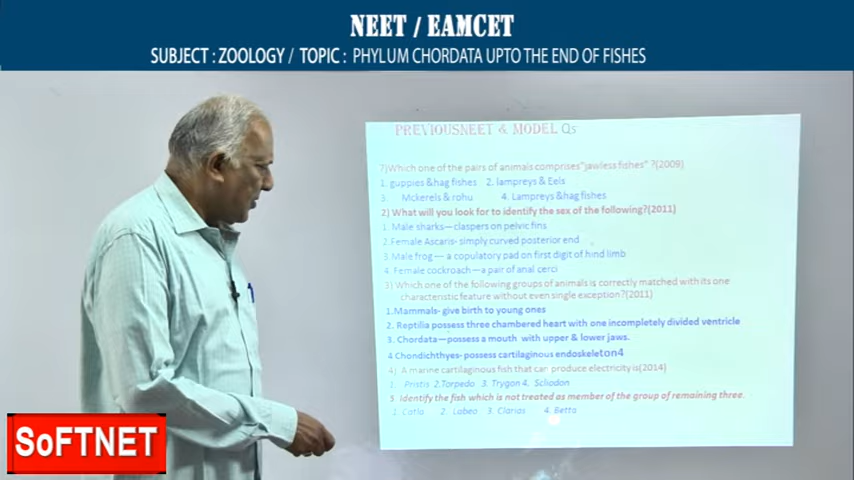 NEET / EAMCET
SUBJECT : ZOOLOGY / TOPIC : PHYLUM CHORDATA UPTO THE END OF FISHES
PREVIOUSNEET & MODEL Qs
7)Which one of the pairs of animals comprises"jawless fishes" ?(2009)
1. guppies &hag fishes 2. lampreys & Eels
3. Mckerels & rohu 4. Lampreys &hag fishes
2) What will you look for to identify the sex of the following?(2011)
1 Male sharks—claspers on pelvic fins
2.Female Ascaris- simply curved posterior end
3.Male frog— a copulatory pad on first digit of hind limb
4. Female cockroach—a pair of anal cerci
3) Which one of the following groups of animals is correctly matched with its one
characteristic feature without even single exception?(2011)
1.Mammals- give birth to young ones
2. Reptilia possess three chambered heart with one incompletely divided ventricle
3. Chordata—possess a mouth with upper & lower jaws.
4 Chondichthyes- possess cartilaginous endoskeleton4
4) A marine cartilaginous fish that can produce electricity is(2014)
Pristis 2.Torpedo 3. Trygon 4. Scliodon
5 Identify the fish which is not treated as member of the group of remaining three.
1. Catla 2. Labeo 3. Clarias 4. Betta
SoFTNET